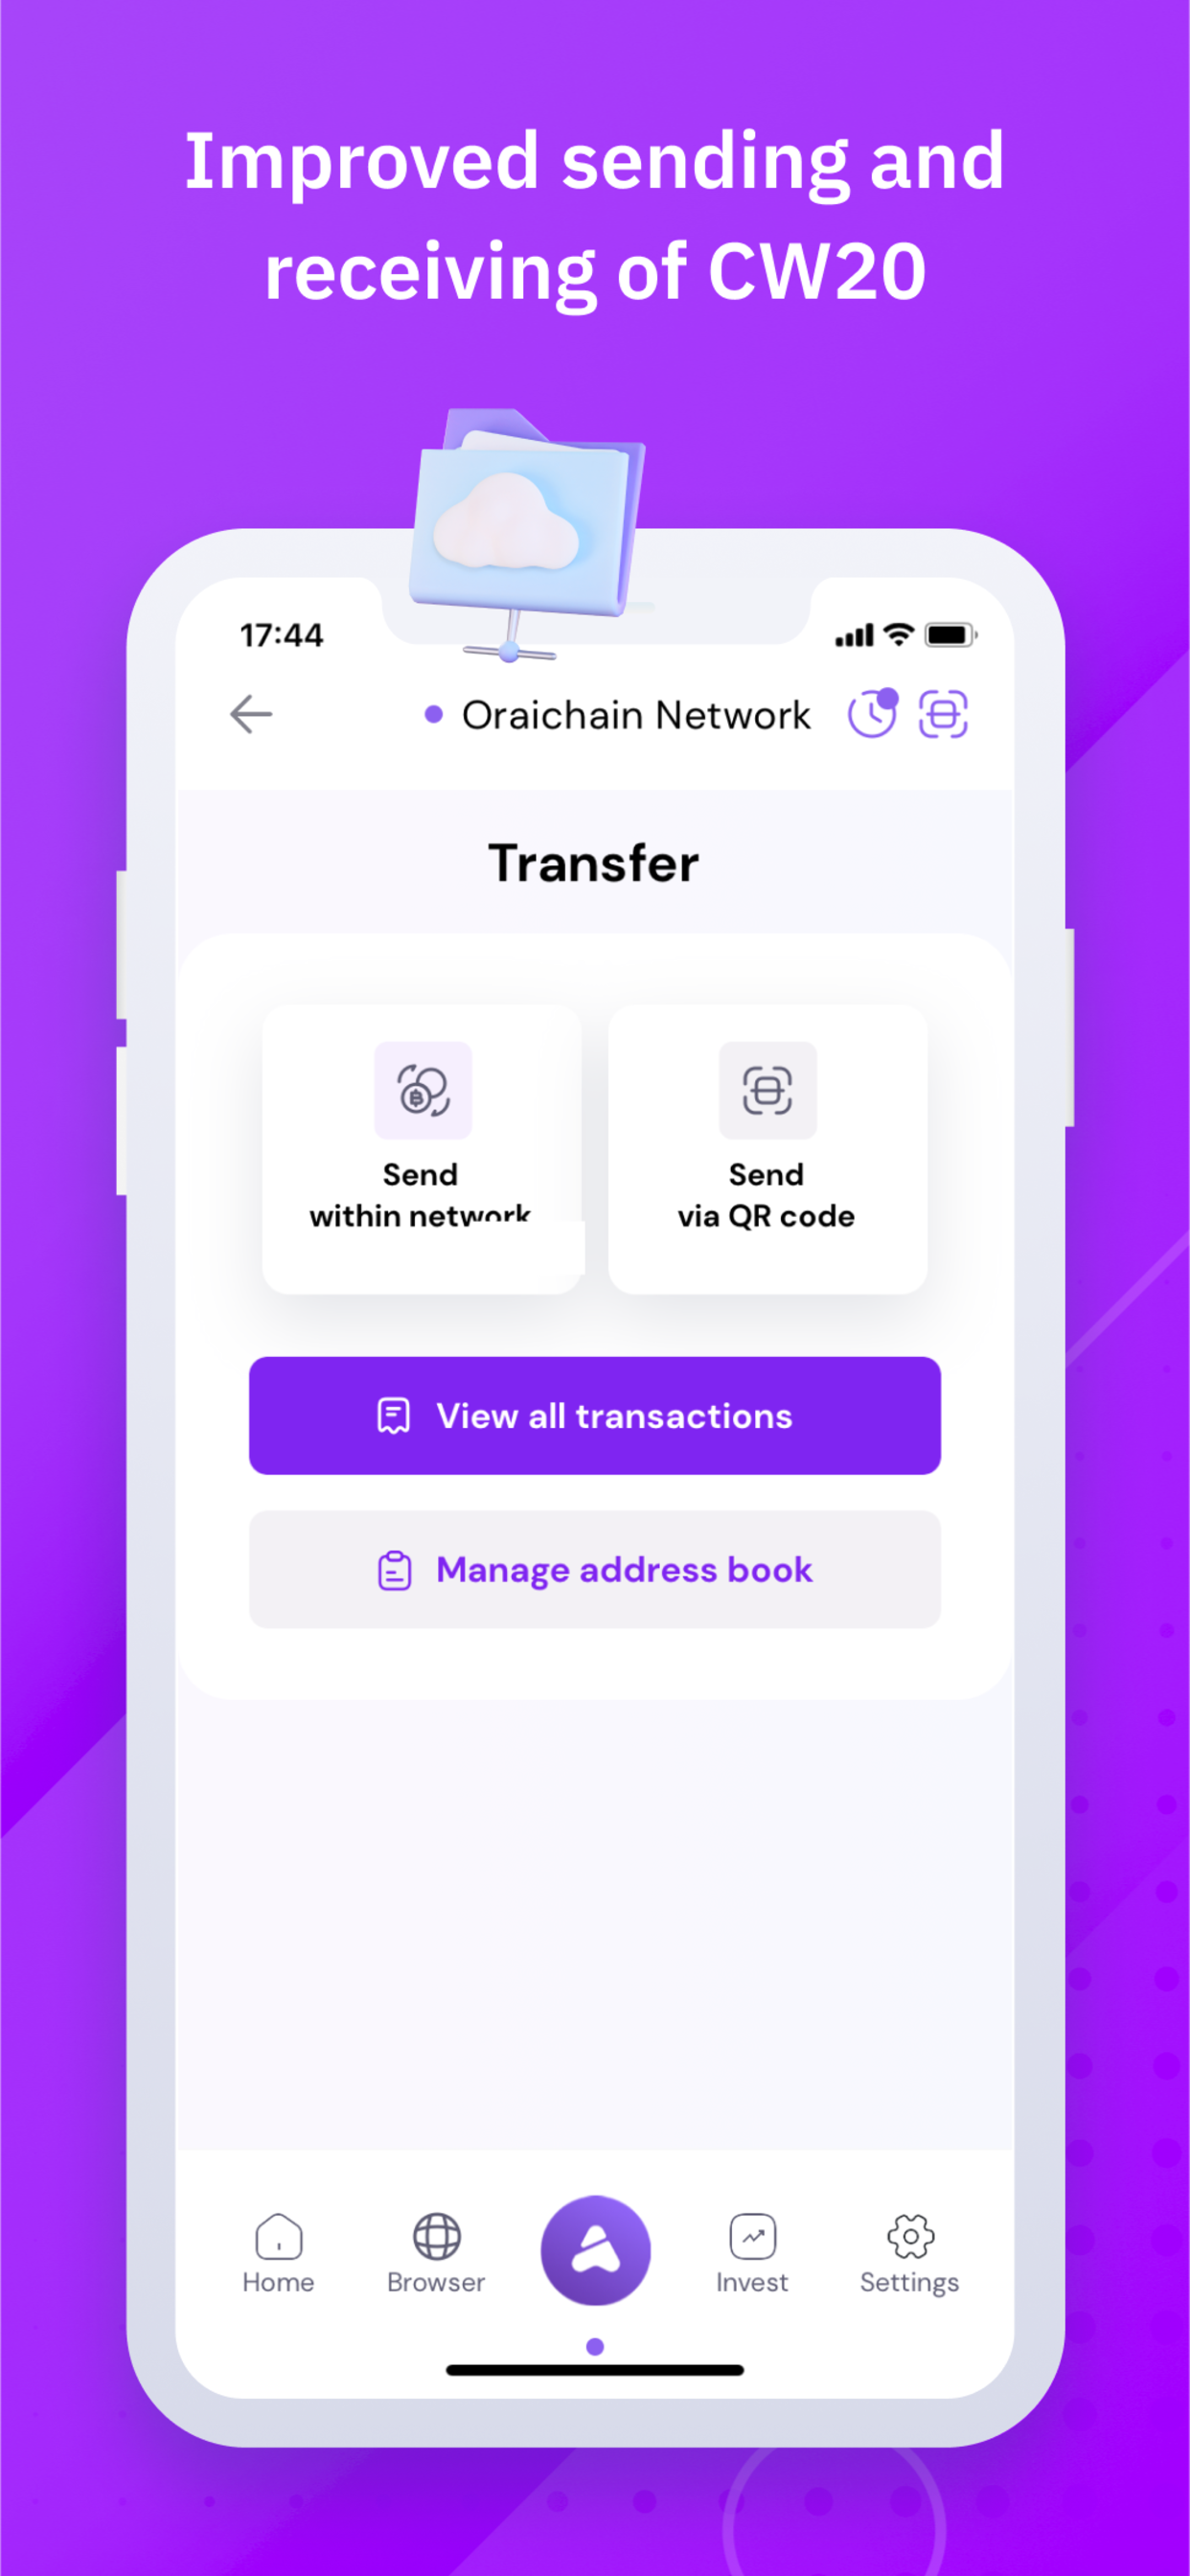 Improved sending and
receiving of CW20
17:44
Oraichain Network
Transfer
Send
within network
Send
via QR code
View all transactions
Manage address book
Home
Browser
Invest
Settings